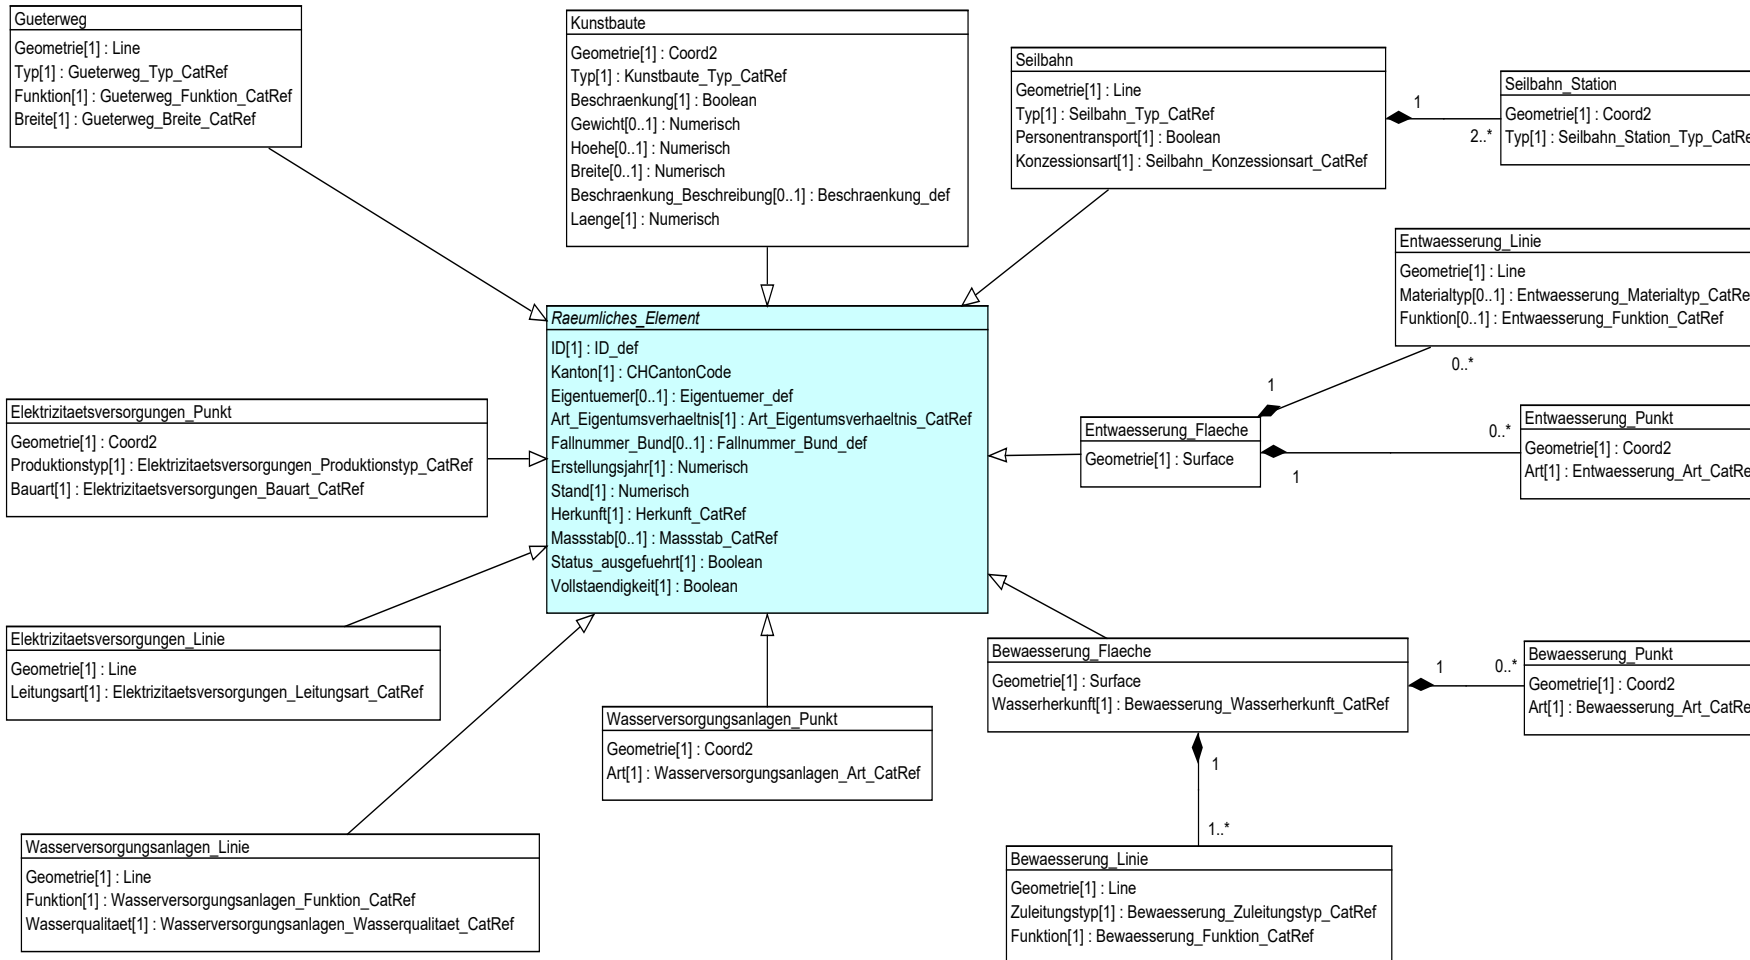 Gueterweg
Geometrie[1] : Line
Typ[1] : Gueterweg_Typ_CatRef
Funktion[1] : Gueterweg_Funktion_CatRef
Breite[1] : Gueterweg_Breite_CatRef
Kunstbaute
Geometrie[1] : Coord2
Typ[1] : Kunstbaute_Typ_CatRef
Beschraenkung[1] : Boolean
Gewicht[0..1] : Numerisch
Hoehe[0..1] : Numerisch
Breite[0..1] : Numerisch
Beschraenkung_Beschreibung[0..1] : Beschraenkung_def
Laenge[1] : Numerisch
Seilbahn
Geometrie[1] : Line
Typ[1] : Seilbahn_Typ_CatRef
Personentransport[1] : Boolean
Konzessionsart[1] : Seilbahn_Konzessionsart_CatRef
1
2..*
Seilbahn_Station
Geometrie[1] : Coord2
Typ[1] : Seilbahn_Station_Typ_CatRe
Entwaesserung_Linie
Geometrie[1] : Line
Materialtyp[0..1] : Entwaesserung_Materialtyp_CatRe
Funktion[0..1] : Entwaesserung_Funktion_CatRef
0..*
1
Raeumliches_Element
ID[1] : ID_def
Kanton[1] : CHCantonCode
Eigentuemer[0..1] : Eigentuemer_def
Art_Eigentumsverhaeltnis[1] : Art_Eigentumsverhaeltnis_CatRef
Fallnummer_Bund[0..1] : Fallnummer_Bund_def
Erstellungsjahr[1] : Numerisch
Stand[1] : Numerisch
Herkunft[1] : Herkunft_CatRef
Massstab[0..1] : Massstab_CatRef
Status_ausgefuehrt[1] : Boolean
Vollstaendigkeit[1] : Boolean
Elektrizitaetsversorgungen_Punkt
Geometrie[1] : Coord2
Produktionstyp[1] : Elektrizitaetsversorgungen_Produktionstyp_CatRef
Bauart[1] : Elektrizitaetsversorgungen_Bauart_CatRef
Entwaesserung_Flaeche
Geometrie[1] : Surface
0..*
1
Entwaesserung_Punkt
Geometrie[1] : Coord2
Art[1] : Entwaesserung_Art_CatRe
Elektrizitaetsversorgungen_Linie
Geometrie[1] : Line
Leitungsart[1] : Elektrizitaetsversorgungen_Leitungsart_CatRef
Wasserversorgungsanlagen_Punkt
Geometrie[1] : Coord2
Art[1] : Wasserversorgungsanlagen_Art_CatRef
Bewaesserung_Flaeche
Geometrie[1] : Surface
Wasserherkunft[1] : Bewaesserung_Wasserherkunft_CatRef
1
0..*
Bewaesserung_Punkt
Geometrie[1] : Coord2
Art[1] : Bewaesserung_Art_CatRe
1
1..*
Wasserversorgungsanlagen_Linie
Geometrie[1] : Line
Funktion[1] : Wasserversorgungsanlagen_Funktion_CatRef
Wasserqualitaet[1] : Wasserversorgungsanlagen_Wasserqualitaet_CatRef
Bewaesserung_Linie
Geometrie[1] : Line
Zuleitungstyp[1] : Bewaesserung_Zuleitungstyp_CatRef
Funktion[1] : Bewaesserung_Funktion_CatRef